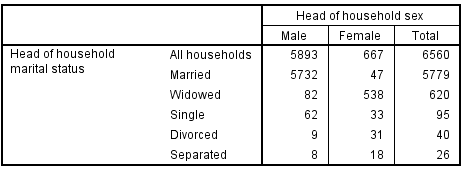 Head of household sex
Male Female Total
Head of household marital status
All households 5893 667 6560
Married 5732 47 5779
Widowed 82 538 620
Single 62 33 95
Divorced 9 31 40
Separated 8 18 26